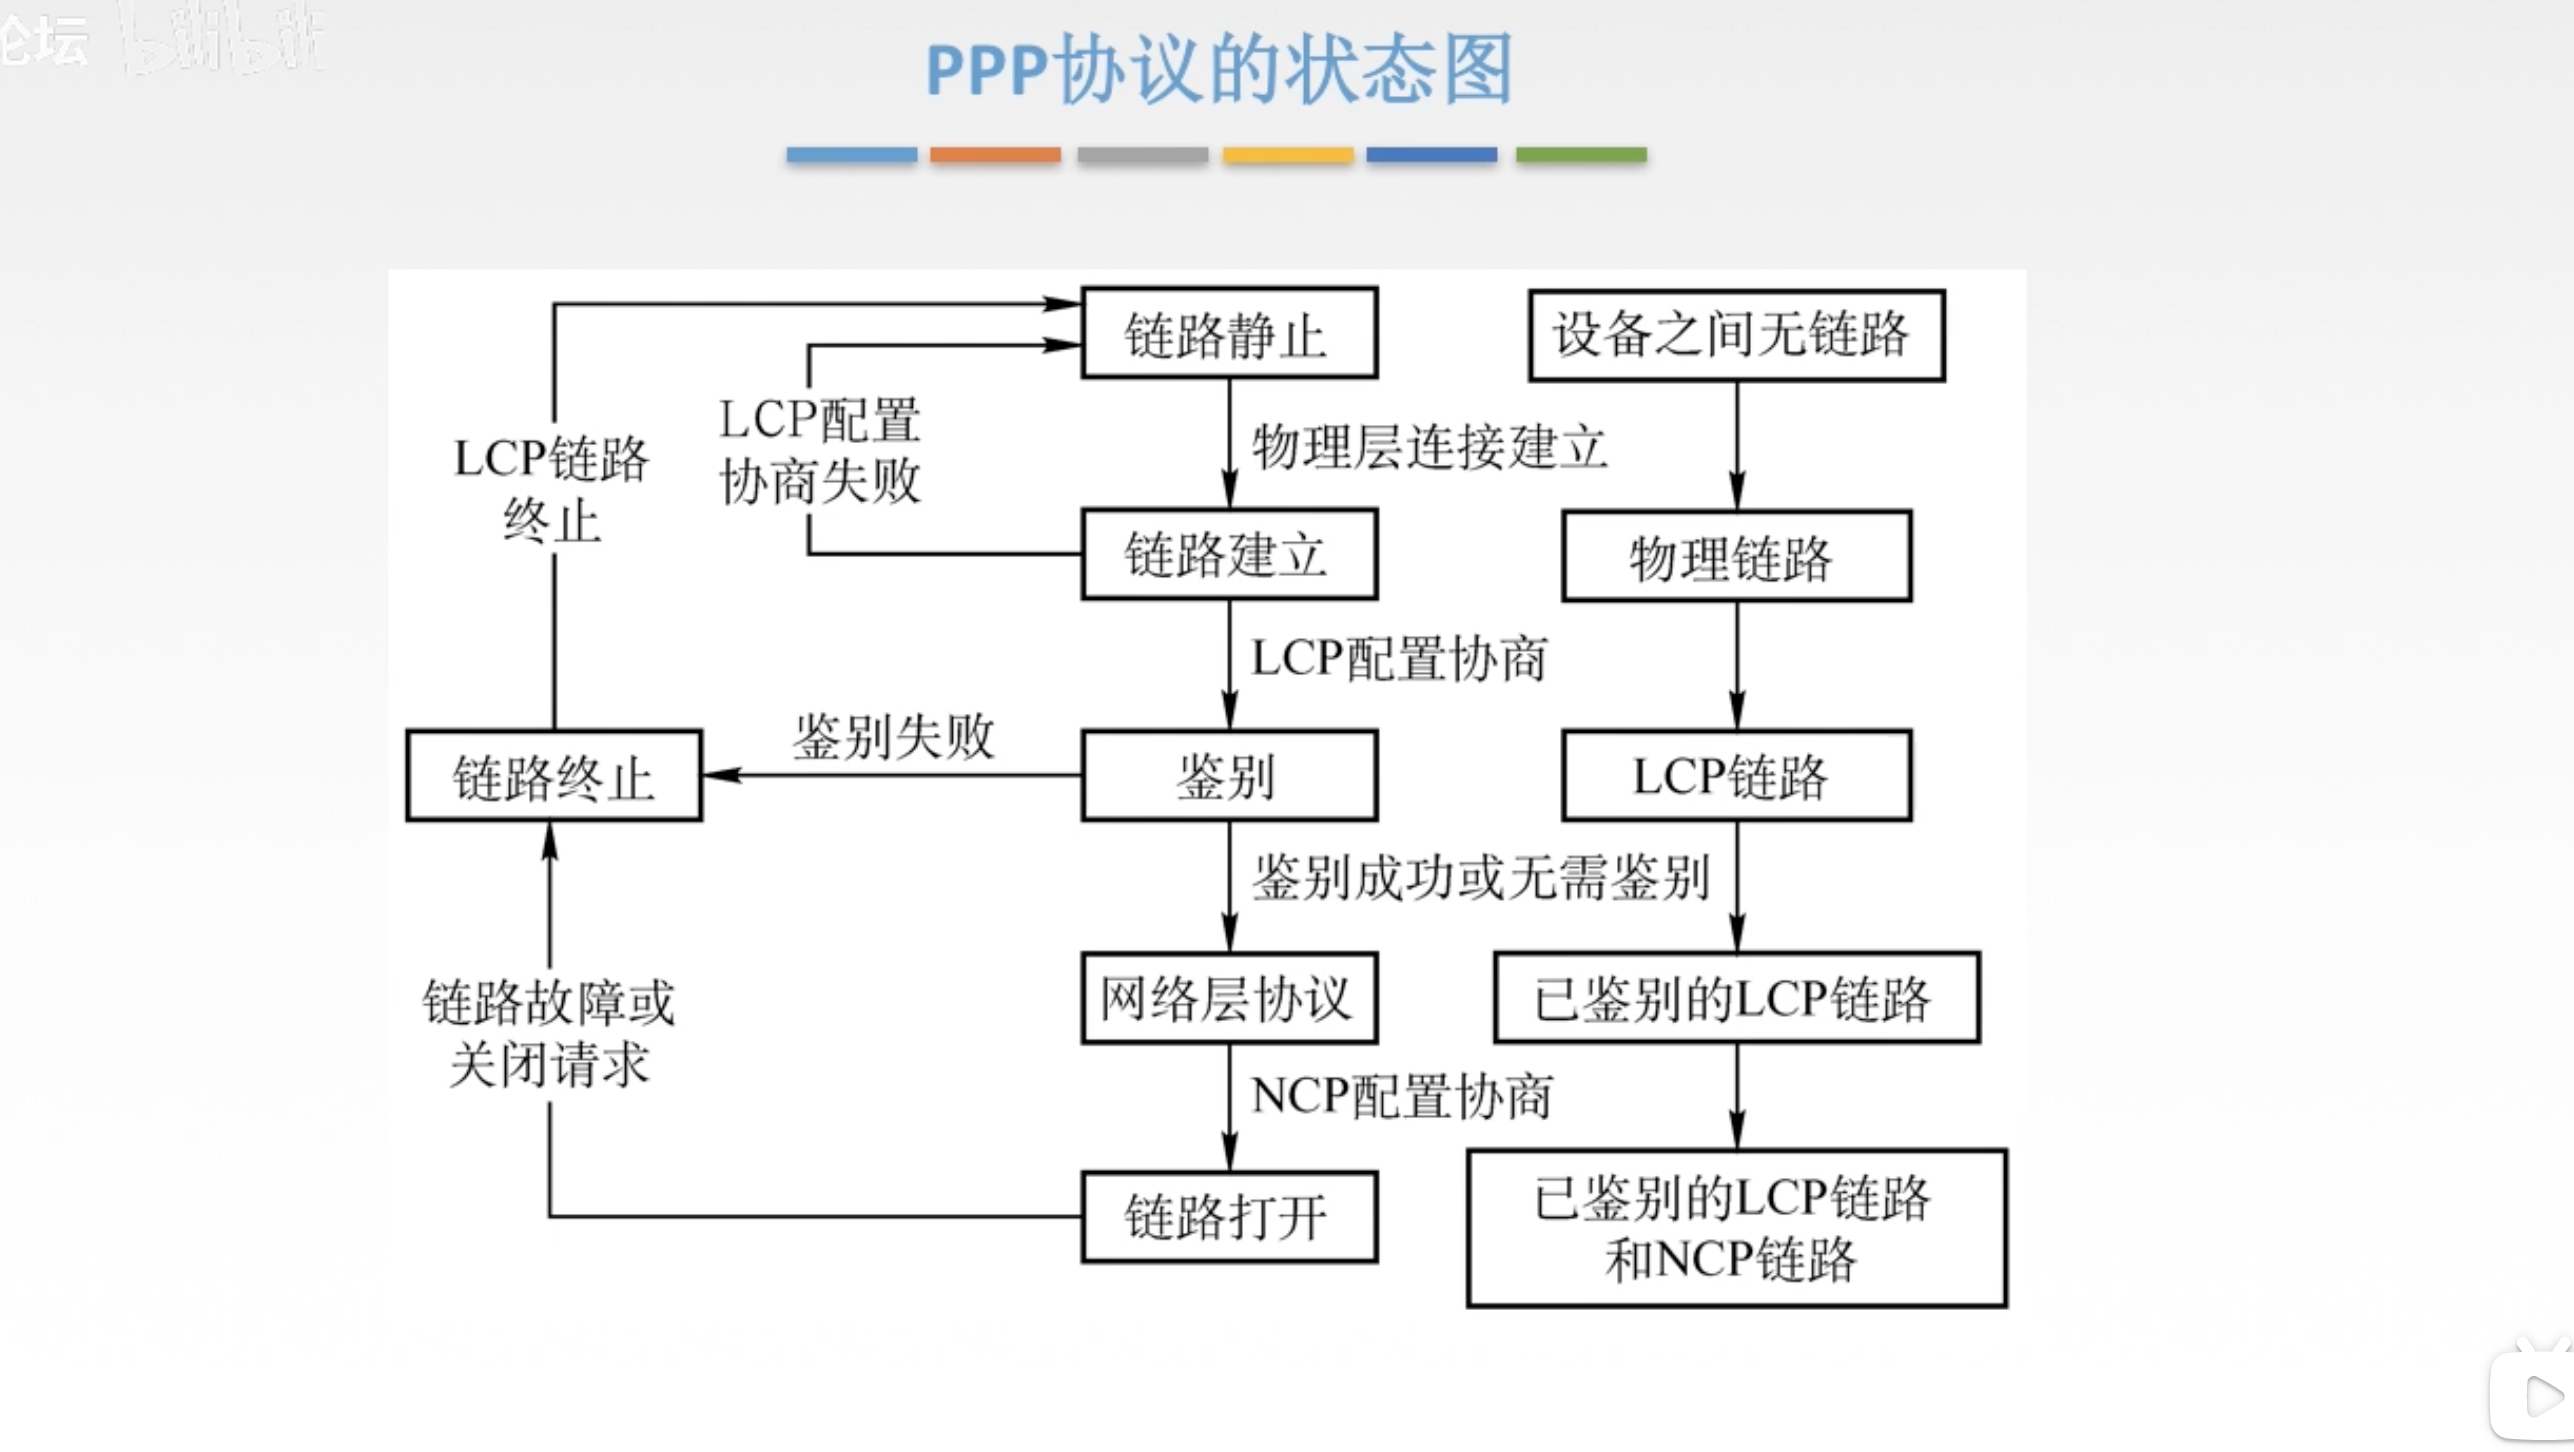 论坛 bilibili
PPP协议的状态图
链路静止
设备之间无链路
LCP配置
协商失败
LCP链路
终止
物理层连接建立
链路建立
物理链路
LCP配置协商
鉴别失败
链路终止
鉴别
LCP链路
鉴别成功或无需鉴别
链路故障或
关闭请求
网络层协议
已鉴别的LCP链路
NCP配置协商
链路打开
已鉴别的LCP链路
和NCP链路